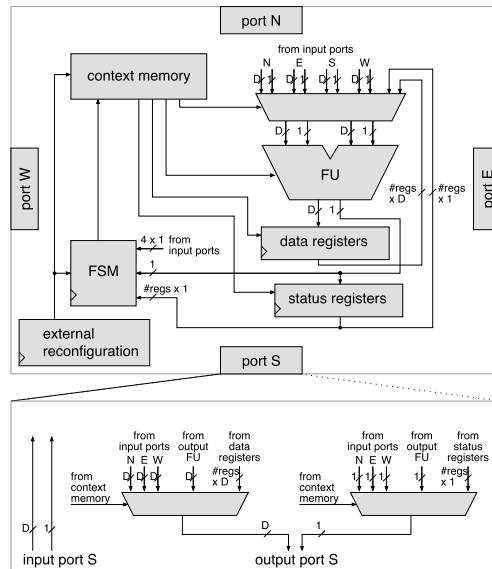 port N
from input ports
N E S W
D 1 D 1 D 1 D 1
context memory
D 1 D 1
port W
port E
FU
#regs x D
#regs x 1
D 1
4 x 1
from input ports
data registers
FSM
1
#regs x 1
status registers
external reconfiguration
port S
from input ports
N E W
from output FU
from data registers
from input ports
N E W
from output FU
from status registers
D D D
D
#regs x D
1 1 1
1
#regs x 1
from context memory
from context memory
D 1
D
1
input port S
output port S